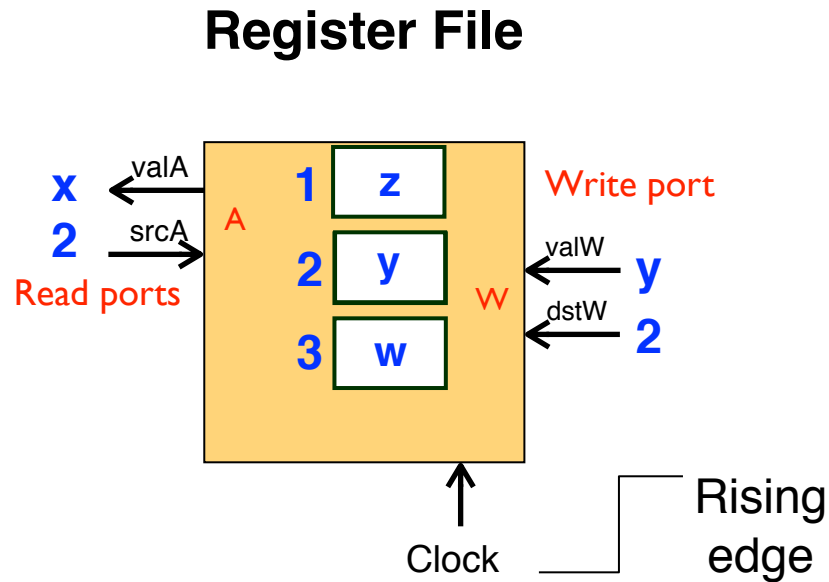 Register File
x
valA
2
srcA
Read ports
A
1
z
2
y
3
w
W
Write port
valW
y
dstW
2
Clock
Rising
edge